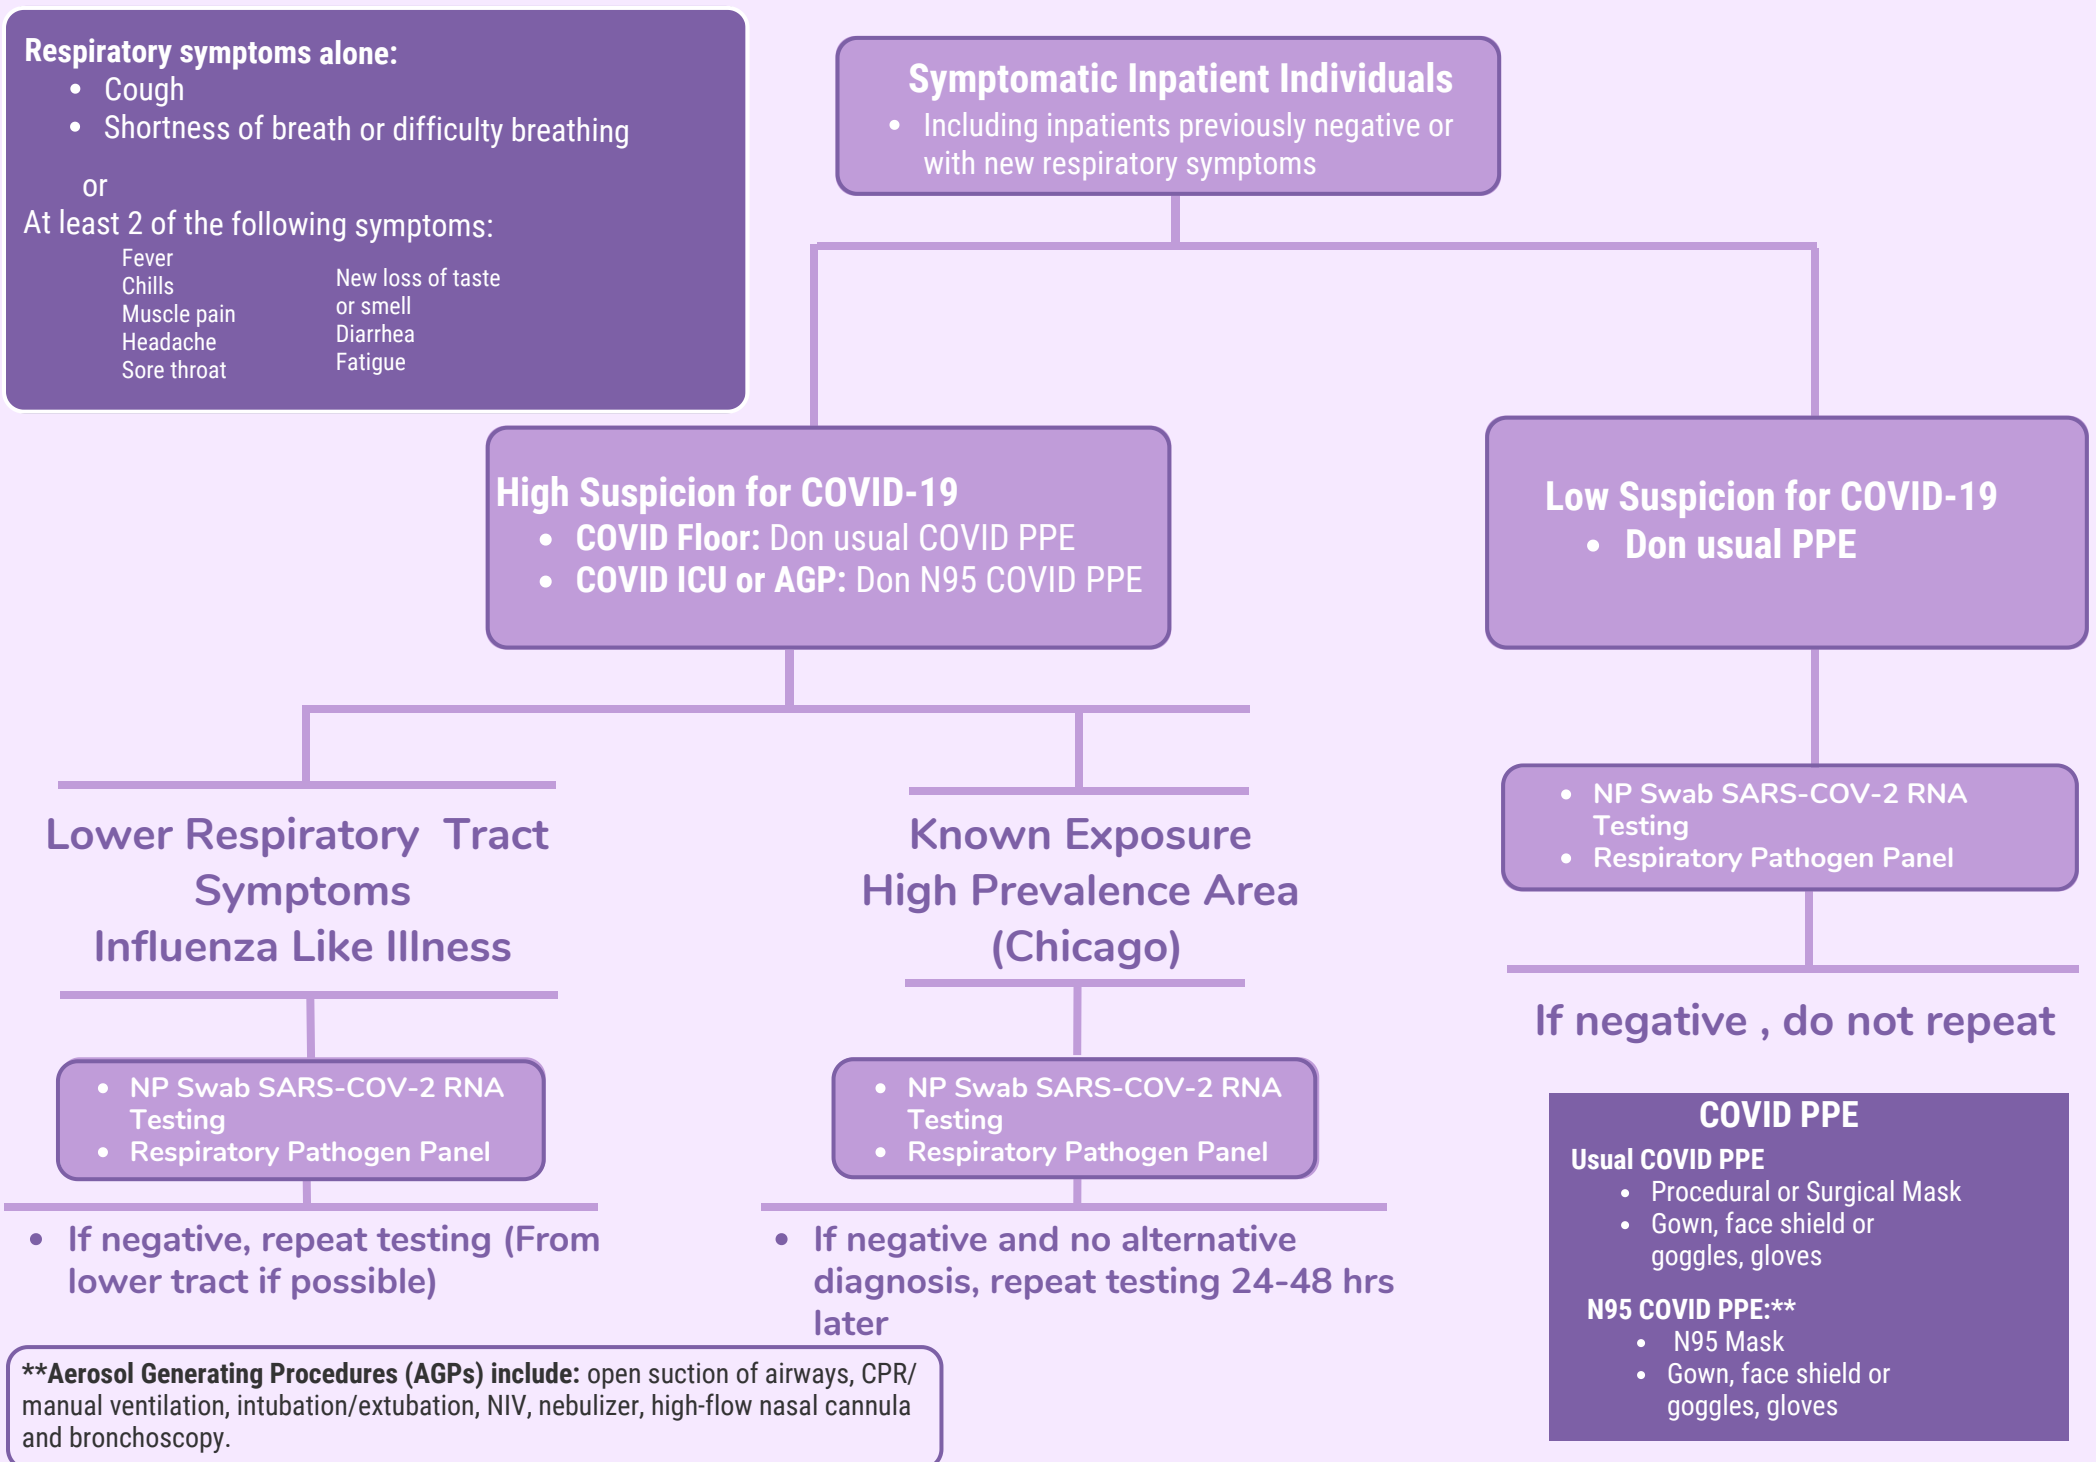 Respiratory symptoms alone:
• Cough
• Shortness of breath or difficulty breathing
or
At least 2 of the following symptoms:
Fever
Chills
Muscle pain
Headache
Sore throat
New loss of taste
or smell
Diarrhea
Fatigue
Symptomatic Inpatient Individuals
• Including inpatients previously negative or
with new respiratory symptoms
High Suspicion for COVID-19
• COVID Floor: Don usual COVID PPE
• COVID ICU or AGP: Don N95 COVID PPE
Low Suspicion for COVID-19
• Don usual PPE
Lower Respiratory Tract
Symptoms
Influenza Like Illness
• NP Swab SARS-COV-2 RNA
Testing
• Respiratory Pathogen Panel
• If negative, repeat testing (From
lower tract if possible)
Known Exposure
High Prevalence Area
(Chicago)
• NP Swab SARS-COV-2 RNA
Testing
• Respiratory Pathogen Panel
• If negative and no alternative
diagnosis, repeat testing 24-48 hrs
later
• NP Swab SARS-COV-2 RNA
Testing
• Respiratory Pathogen Panel
If negative , do not repeat
COVID PPE
Usual COVID PPE
• Procedural or Surgical Mask
• Gown, face shield or
goggles, gloves
N95 COVID PPE:**
• N95 Mask
• Gown, face shield or
goggles, gloves
**Aerosol Generating Procedures (AGPs) include: open suction of airways, CPR/
manual ventilation, intubation/extubation, NIV, nebulizer, high-flow nasal cannula
and bronchoscopy.